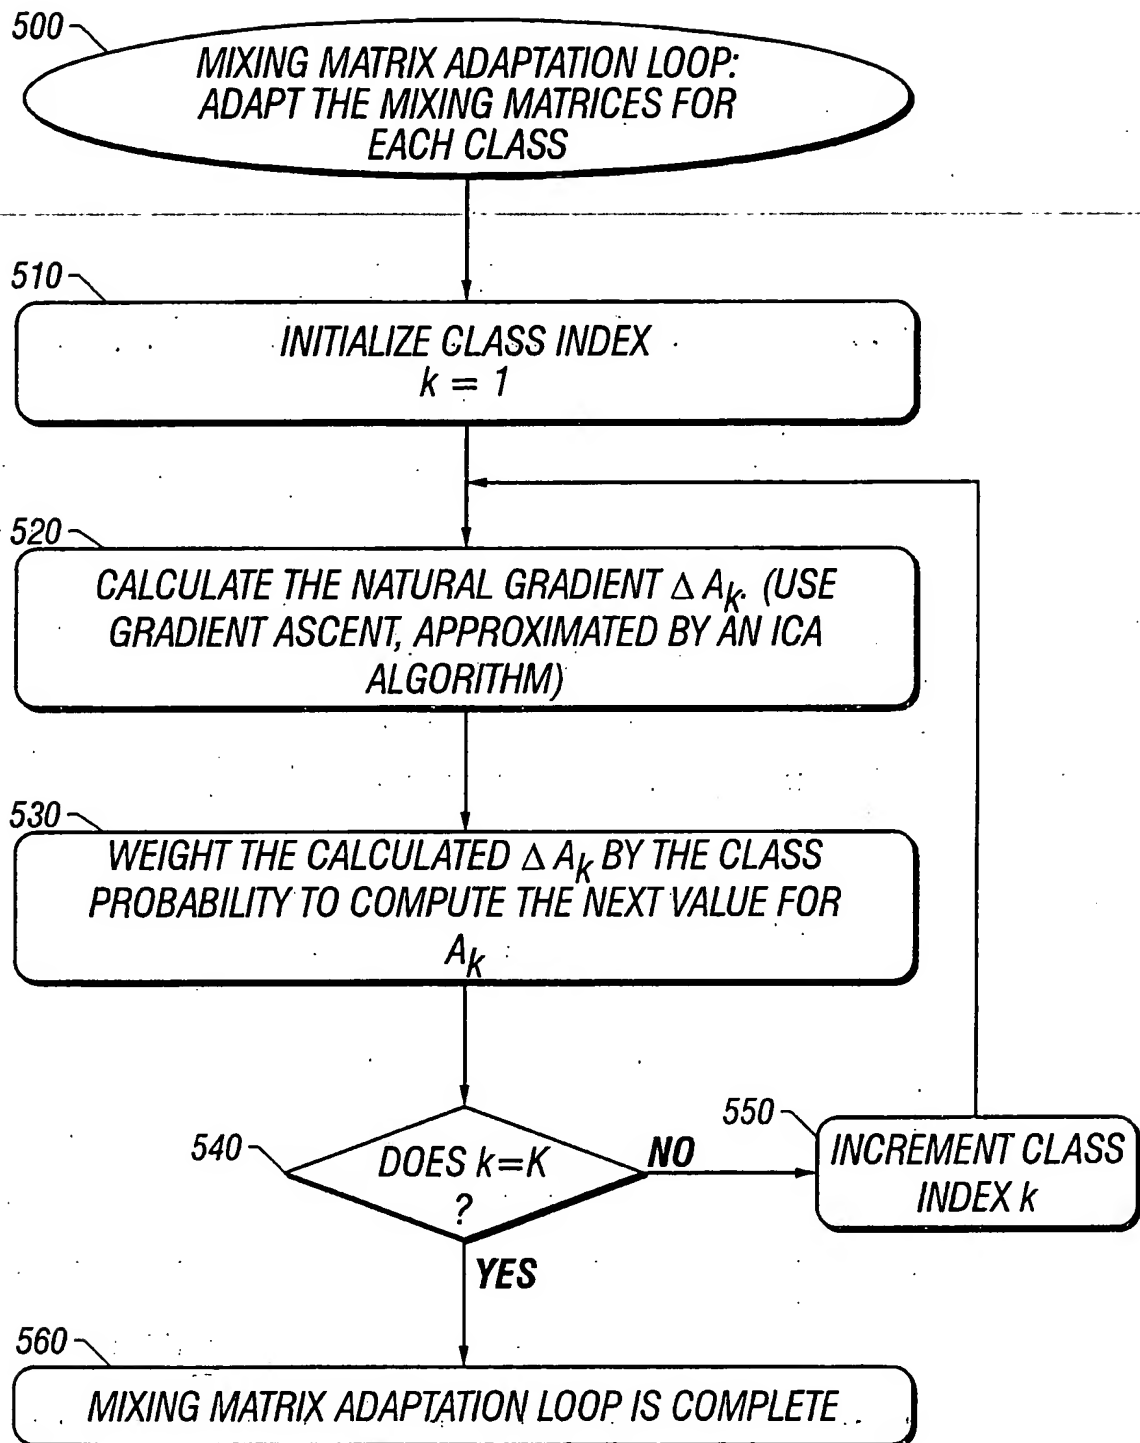 500
MIXING MATRIX ADAPTATION LOOP:
ADAPT THE MIXING MATRICES FOR
EACH CLASS
510
INITIALIZE CLASS INDEX
k = 1
520
CALCULATE THE NATURAL GRADIENT Δ Ak. (USE
GRADIENT ASCENT, APPROXIMATED BY AN ICA
ALGORITHM)
530
WEIGHT THE CALCULATED Δ Ak BY THE CLASS
PROBABILITY TO COMPUTE THE NEXT VALUE FOR
Ak
540
DOES k=K
?
NO
550
INCREMENT CLASS
INDEX k
YES
560
MIXING MATRIX ADAPTATION LOOP IS COMPLETE